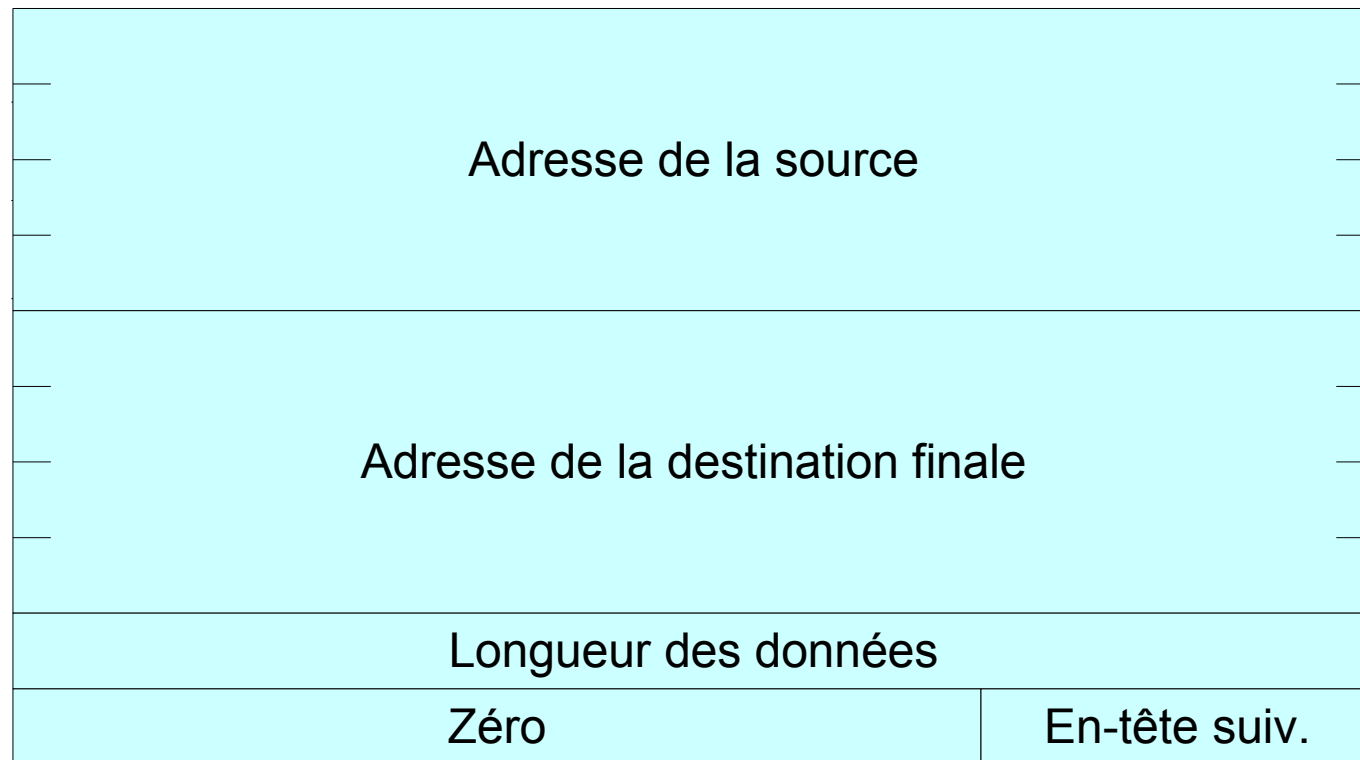 Adresse de la source
Adresse de la destination finale
Longueur des données
Zéro En-tête suiv.